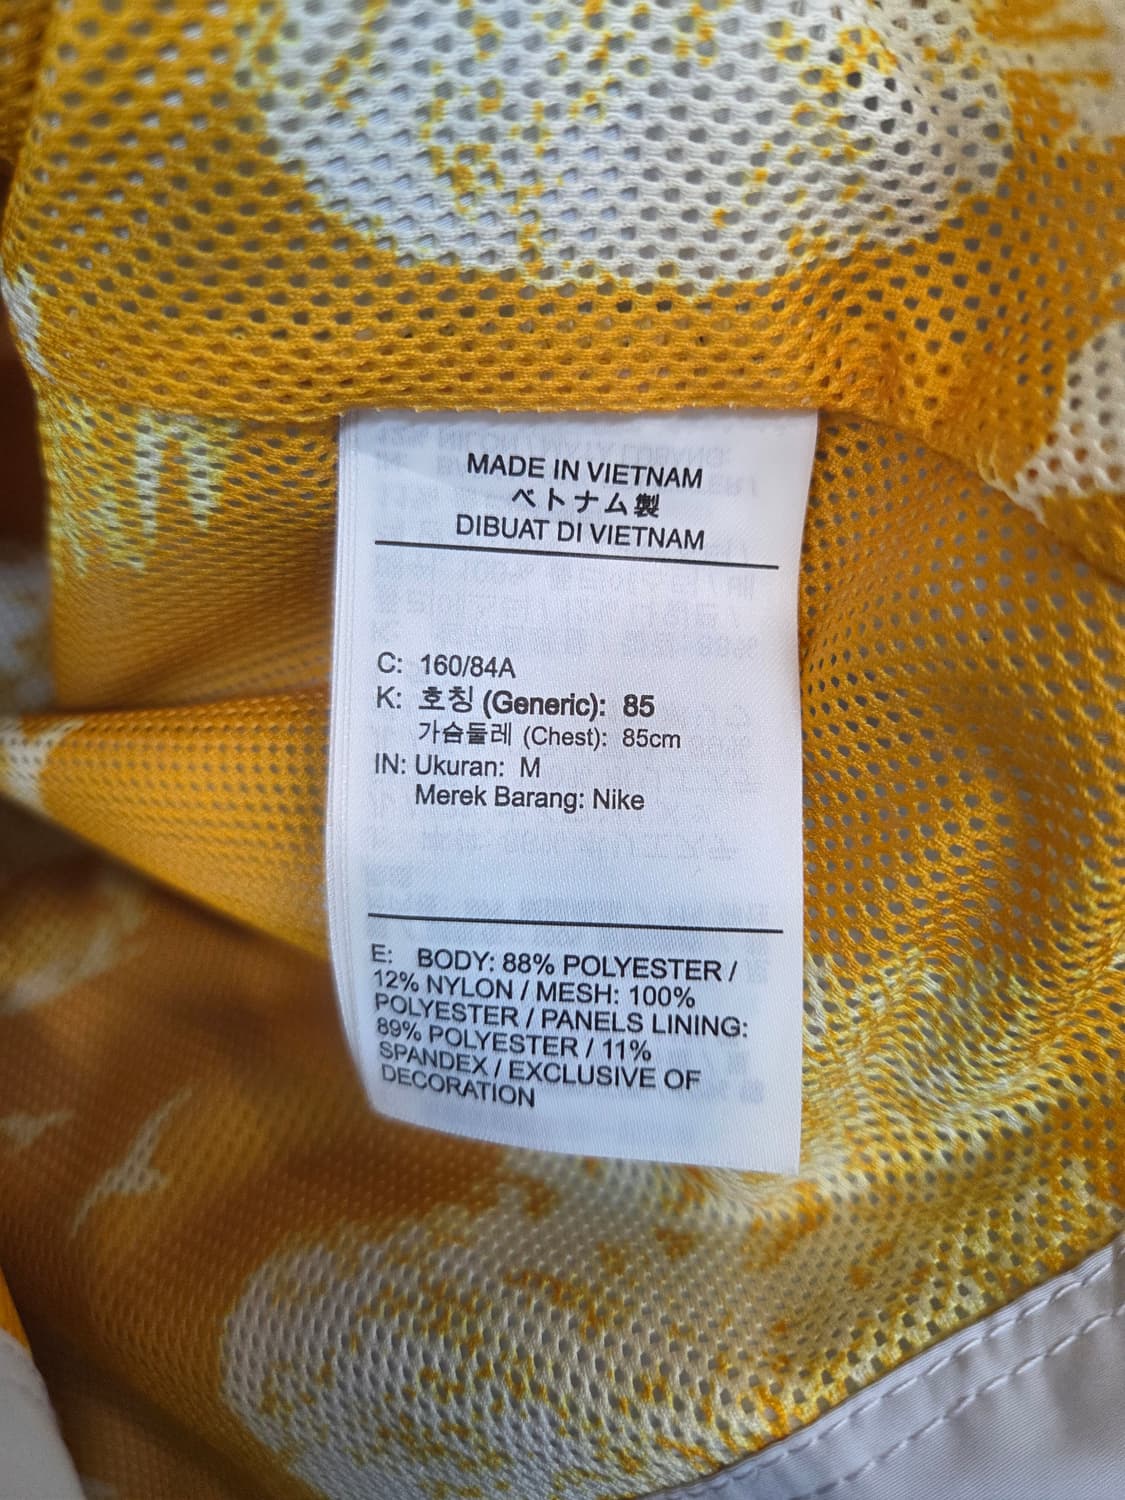 MADE IN VIETNAM
ベトナム製
DIBUAT DI VIETNAM
C: 160/84A
K: 호칭 (Generic): 85
가슴둘레 (Chest): 85cm
IN: Ukuran: M
Merek Barang: Nike
E: BODY: 88% POLYESTER /
12% NYLON / MESH: 100%
POLYESTER / PANELS LINING:
89% POLYESTER / 11%
SPANDEX / EXCLUSIVE OF
DECORATION